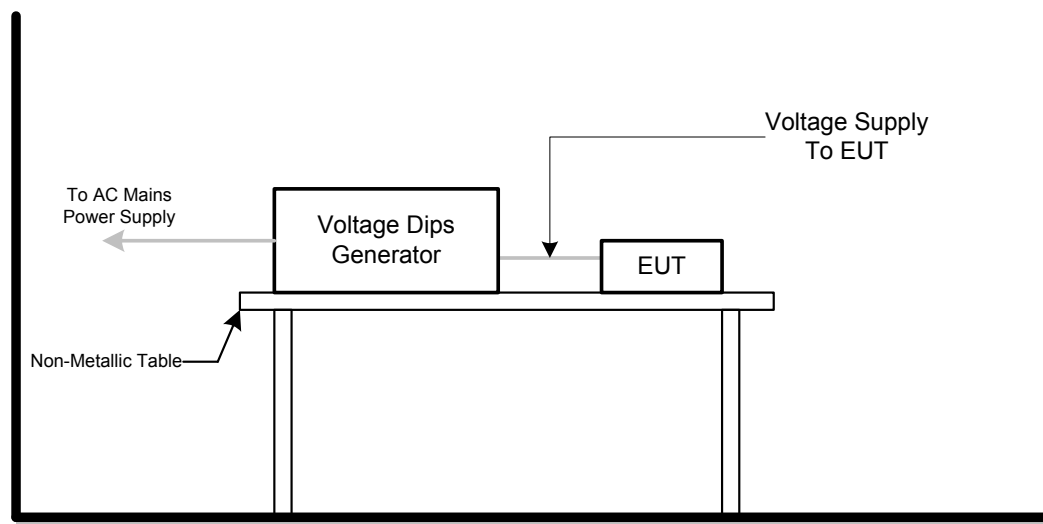 Voltage Supply
To EUT
To AC Mains
Power Supply
Voltage Dips
Generator
EUT
Non-Metallic Table